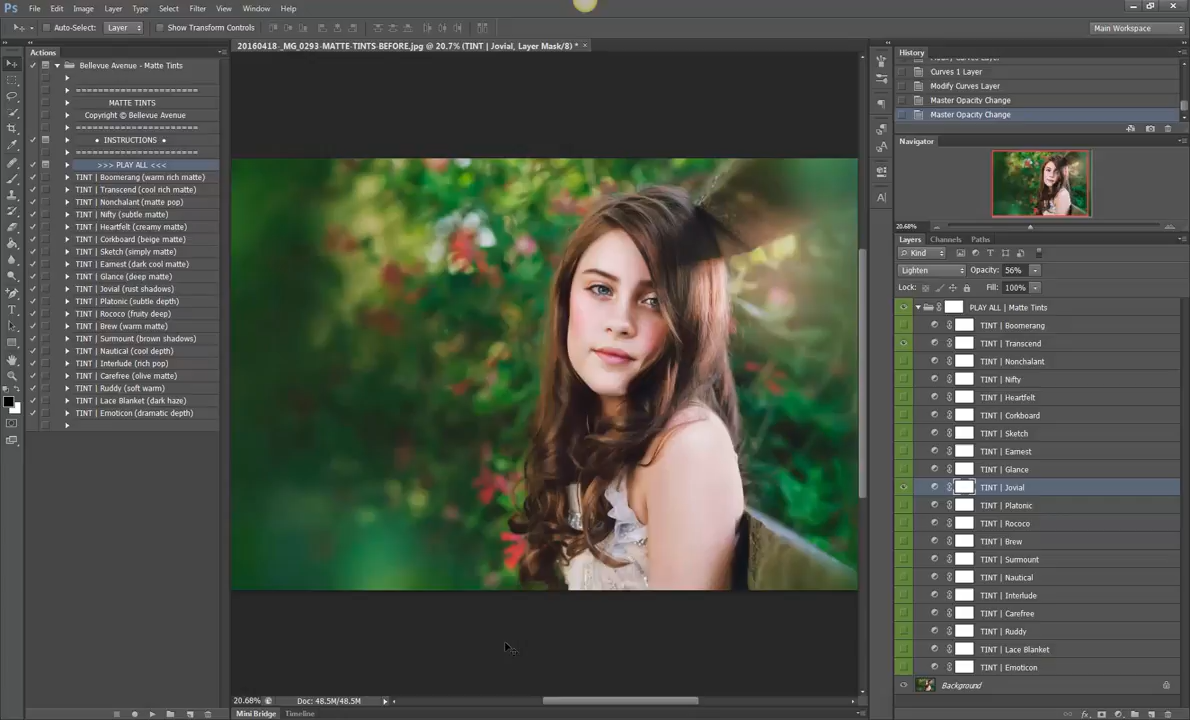 Ps File Edit Image Layer Type Select Filter View Window Help
Auto-Select: Layer Show Transform Controls Main Workspace
Actions
20160418-_MG_0293-MATTE-TINTS-BEFORE.jpg @ 20.7% (TINT | Jovial, Layer Mask/8) * ×
Bellevue Avenue - Matte Tints
=======================
MATTE TINTS
Copyright © Bellevue Avenue
=======================
• INSTRUCTIONS •
=======================
>>> PLAY ALL <<<
TINT | Boomerang (warm rich matte)
TINT | Transcend (cool rich matte)
TINT | Nonchalant (matte pop)
TINT | Nifty (subtle matte)
TINT | Heartfelt (creamy matte)
TINT | Corkboard (beige matte)
TINT | Sketch (simply matte)
TINT | Earnest (dark cool matte)
TINT | Glance (deep matte)
TINT | Jovial (rust shadows)
TINT | Platonic (subtle depth)
TINT | Rococo (fruity deep)
TINT | Brew (warm matte)
TINT | Surmount (brown shadows)
TINT | Nautical (cool depth)
TINT | Interlude (rich pop)
TINT | Carefree (olive matte)
TINT | Ruddy (soft warm)
TINT | Lace Blanket (dark haze)
TINT | Emoticon (dramatic depth)
20.68% Doc: 48.5M/48.5M
Mini Bridge Timeline
History
Modify Curves Layer
Curves 1 Layer
Modify Curves Layer
Master Opacity Change
Master Opacity Change
Navigator
20.68%
Layers Channels Paths
Kind
Lighten Opacity: 56%
Lock: Fill: 100%
PLAY ALL | Matte Tints
TINT | Boomerang
TINT | Transcend
TINT | Nonchalant
TINT | Nifty
TINT | Heartfelt
TINT | Corkboard
TINT | Sketch
TINT | Earnest
TINT | Glance
TINT | Jovial
TINT | Platonic
TINT | Rococo
TINT | Brew
TINT | Surmount
TINT | Nautical
TINT | Interlude
TINT | Carefree
TINT | Ruddy
TINT | Lace Blanket
TINT | Emoticon
Background